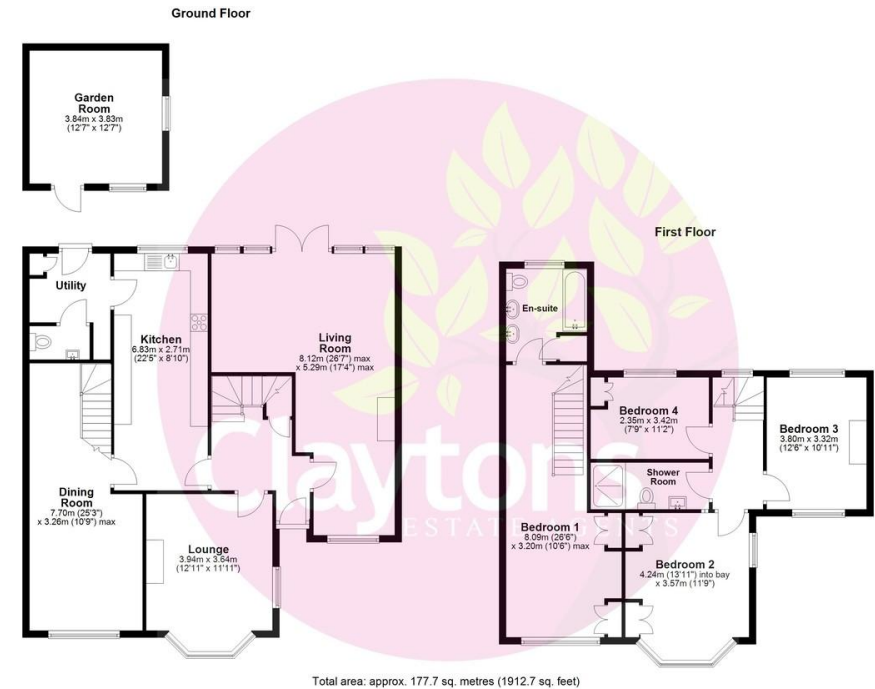 Ground Floor
Garden
Room
3.84m x 3.83m
(12'7" x 12'7")
First Floor
Utility
Kitchen
6.83m x 2.71m
(22'5" x 8'10")
Living
Room
8.12m (26'7") max
x 5.29m (17'4") max
Dining
Room
7.70m (25'3")
x 3.26m (10'9") max
Lounge
3.94m x 3.64m
(12'11" x 11'11")
En-suite
Bedroom 4
2.35m x 3.42m
(7'9" x 11'2")
Bedroom 3
3.80m x 3.32m
(12'6" x 10'11")
Shower
Room
Bedroom 1
8.09m (26'6")
x 3.20m (10'6") max
Bedroom 2
4.24m (13'11") into bay
x 3.57m (11'9")
Claytons
ESTATE AGENTS
Total area: approx. 177.7 sq. metres (1912.7 sq. feet)